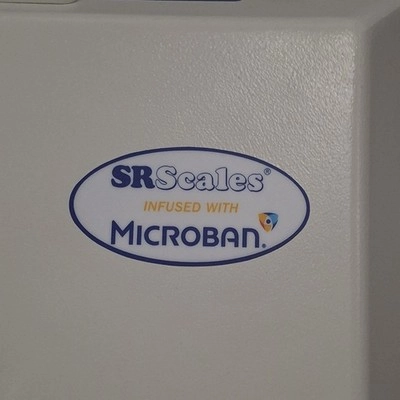 SRScales®
INFUSED WITH
MICROBAN.